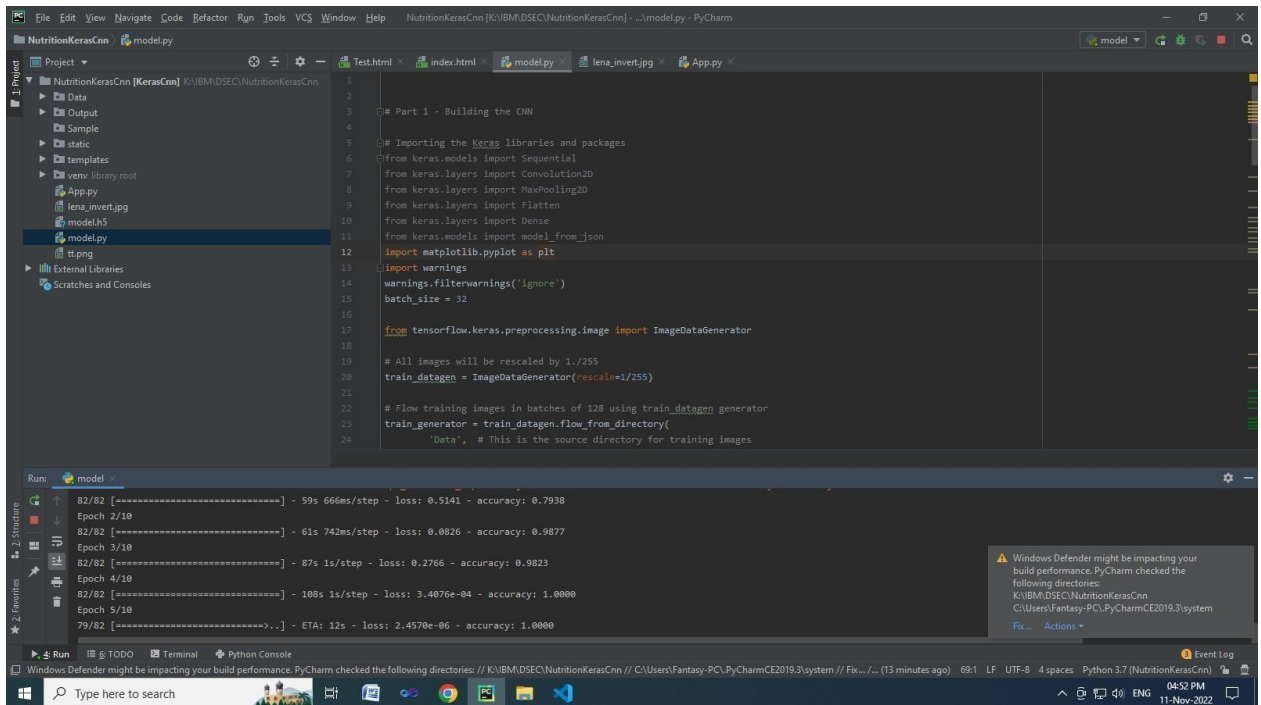 File Edit View Navigate Code Refactor Run Tools VCS Window Help NutritionKerasCnn [K:\IBM\DSEC\NutritionKerasCnn] - ...\model.py - PyCharm
NutritionKerasCnn model.py
model
Project
Test.html index.html model.py lena_invert.jpg App.py
1: Project
NutritionKerasCnn [KerasCnn] K:\IBM\DSEC\NutritionKerasCnn
Data
Output
Sample
static
templates
venv library root
App.py
lena_invert.jpg
model.h5
model.py
tt.png
External Libraries
Scratches and Consoles
1
2
3 # Part 1 - Building the CNN
4
5 # Importing the Keras libraries and packages
6 from keras.models import Sequential
7 from keras.layers import Convolution2D
8 from keras.layers import MaxPooling2D
9 from keras.layers import Flatten
10 from keras.layers import Dense
11 from keras.models import model_from_json
12 import matplotlib.pyplot as plt
13 import warnings
14 warnings.filterwarnings('ignore')
15 batch_size = 32
16
17 from tensorflow.keras.preprocessing.image import ImageDataGenerator
18
19 # All images will be rescaled by 1./255
20 train_datagen = ImageDataGenerator(rescale=1/255)
21
22 # Flow training images in batches of 128 using train_datagen generator
23 train_generator = train_datagen.flow_from_directory(
24 'Data', # This is the source directory for training images
Run: model
82/82 [==============================] - 59s 666ms/step - loss: 0.5141 - accuracy: 0.7938
Epoch 2/10
82/82 [==============================] - 61s 742ms/step - loss: 0.0826 - accuracy: 0.9877
Epoch 3/10
82/82 [==============================] - 87s 1s/step - loss: 0.2766 - accuracy: 0.9823
Epoch 4/10
82/82 [==============================] - 108s 1s/step - loss: 3.4076e-04 - accuracy: 1.0000
Epoch 5/10
79/82 [===========================>..] - ETA: 12s - loss: 2.4570e-06 - accuracy: 1.0000
7: Structure
2: Favorites
Windows Defender might be impacting your
build performance. PyCharm checked the
following directories:
K:\IBM\DSEC\NutritionKerasCnn
C:\Users\Fantasy-PC\.PyCharmCE2019.3\system
Fix... Actions
4: Run 6: TODO Terminal Python Console
3 Event Log
Windows Defender might be impacting your build performance. PyCharm checked the following directories: // K:\IBM\DSEC\NutritionKerasCnn // C:\Users\Fantasy-PC\.PyCharmCE2019.3\system // Fix... /... (13 minutes ago) 69:1 LF UTF-8 4 spaces Python 3.7 (NutritionKerasCnn)
Type here to search
ENG
04:52 PM
11-Nov-2022